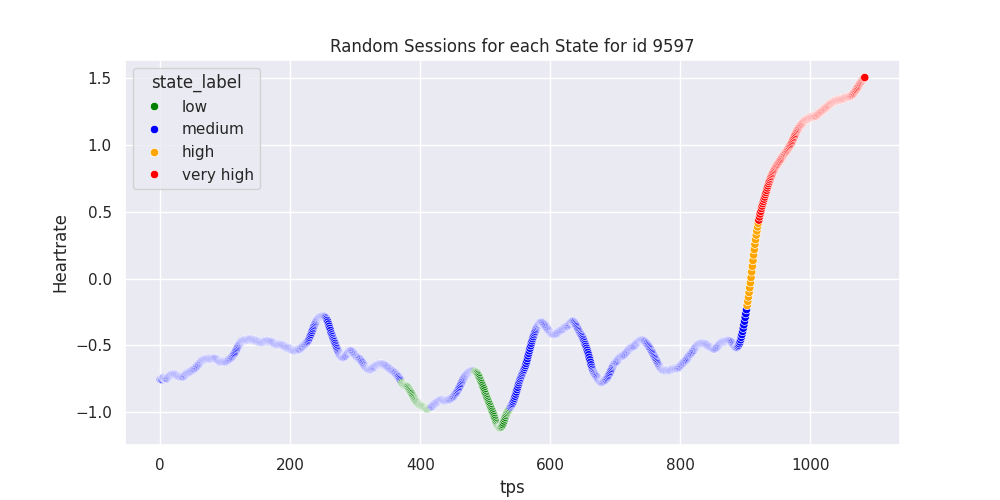 Random Sessions for each State for id 9597
state_label
low
medium
high
very high
Heartrate
1.5
1.0
0.5
0.0
−0.5
−1.0
0 200 400 600 800 1000
tps